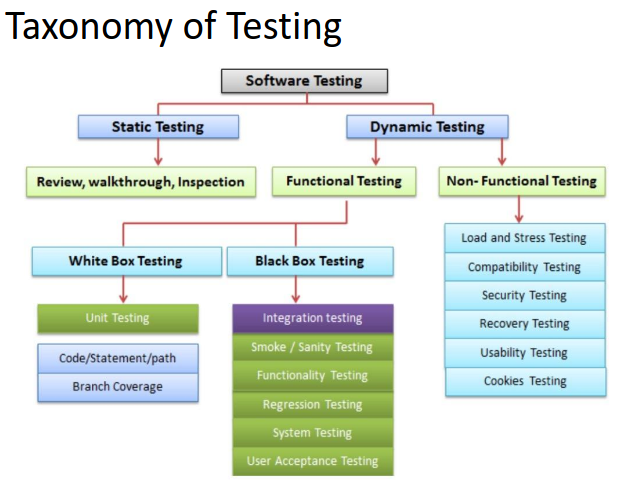 Taxonomy of Testing
Software Testing
Static Testing
Dynamic Testing
Review, walkthrough, Inspection
Functional Testing
Non- Functional Testing
White Box Testing
Black Box Testing
Load and Stress Testing
Compatibility Testing
Security Testing
Recovery Testing
Usability Testing
Cookies Testing
Unit Testing
Code/Statement/path
Branch Coverage
Integration testing
Smoke / Sanity Testing
Functionality Testing
Regression Testing
System Testing
User Acceptance Testing